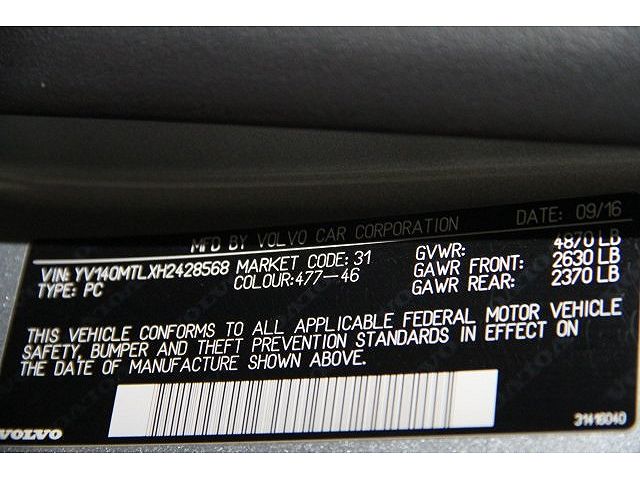 MFD BY VOLVO CAR CORPORATION DATE: 09/16
VIN: YV140MTLXH2428568 MARKET CODE: 31 GVWR: 4870 LB
TYPE: PC COLOUR: 477-46 GAWR FRONT: 2630 LB
GAWR REAR: 2370 LB
THIS VEHICLE CONFORMS TO ALL APPLICABLE FEDERAL MOTOR VEHICLE
SAFETY, BUMPER AND THEFT PREVENTION STANDARDS IN EFFECT ON
THE DATE OF MANUFACTURE SHOWN ABOVE.
31416040
VOLVO